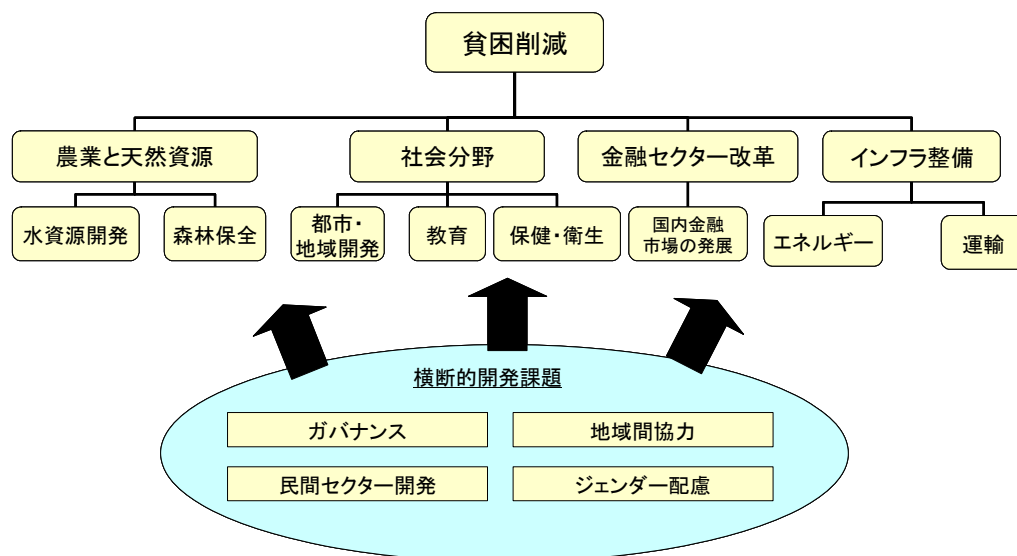 貧困削減
農業と天然資源
社会分野
金融セクター改革
インフラ整備
水資源開発
森林保全
都市・
地域開発
教育
保健・衛生
国内金融
市場の発展
エネルギー
運輸
横断的開発課題
ガバナンス
地域間協力
民間セクター開発
ジェンダー配慮